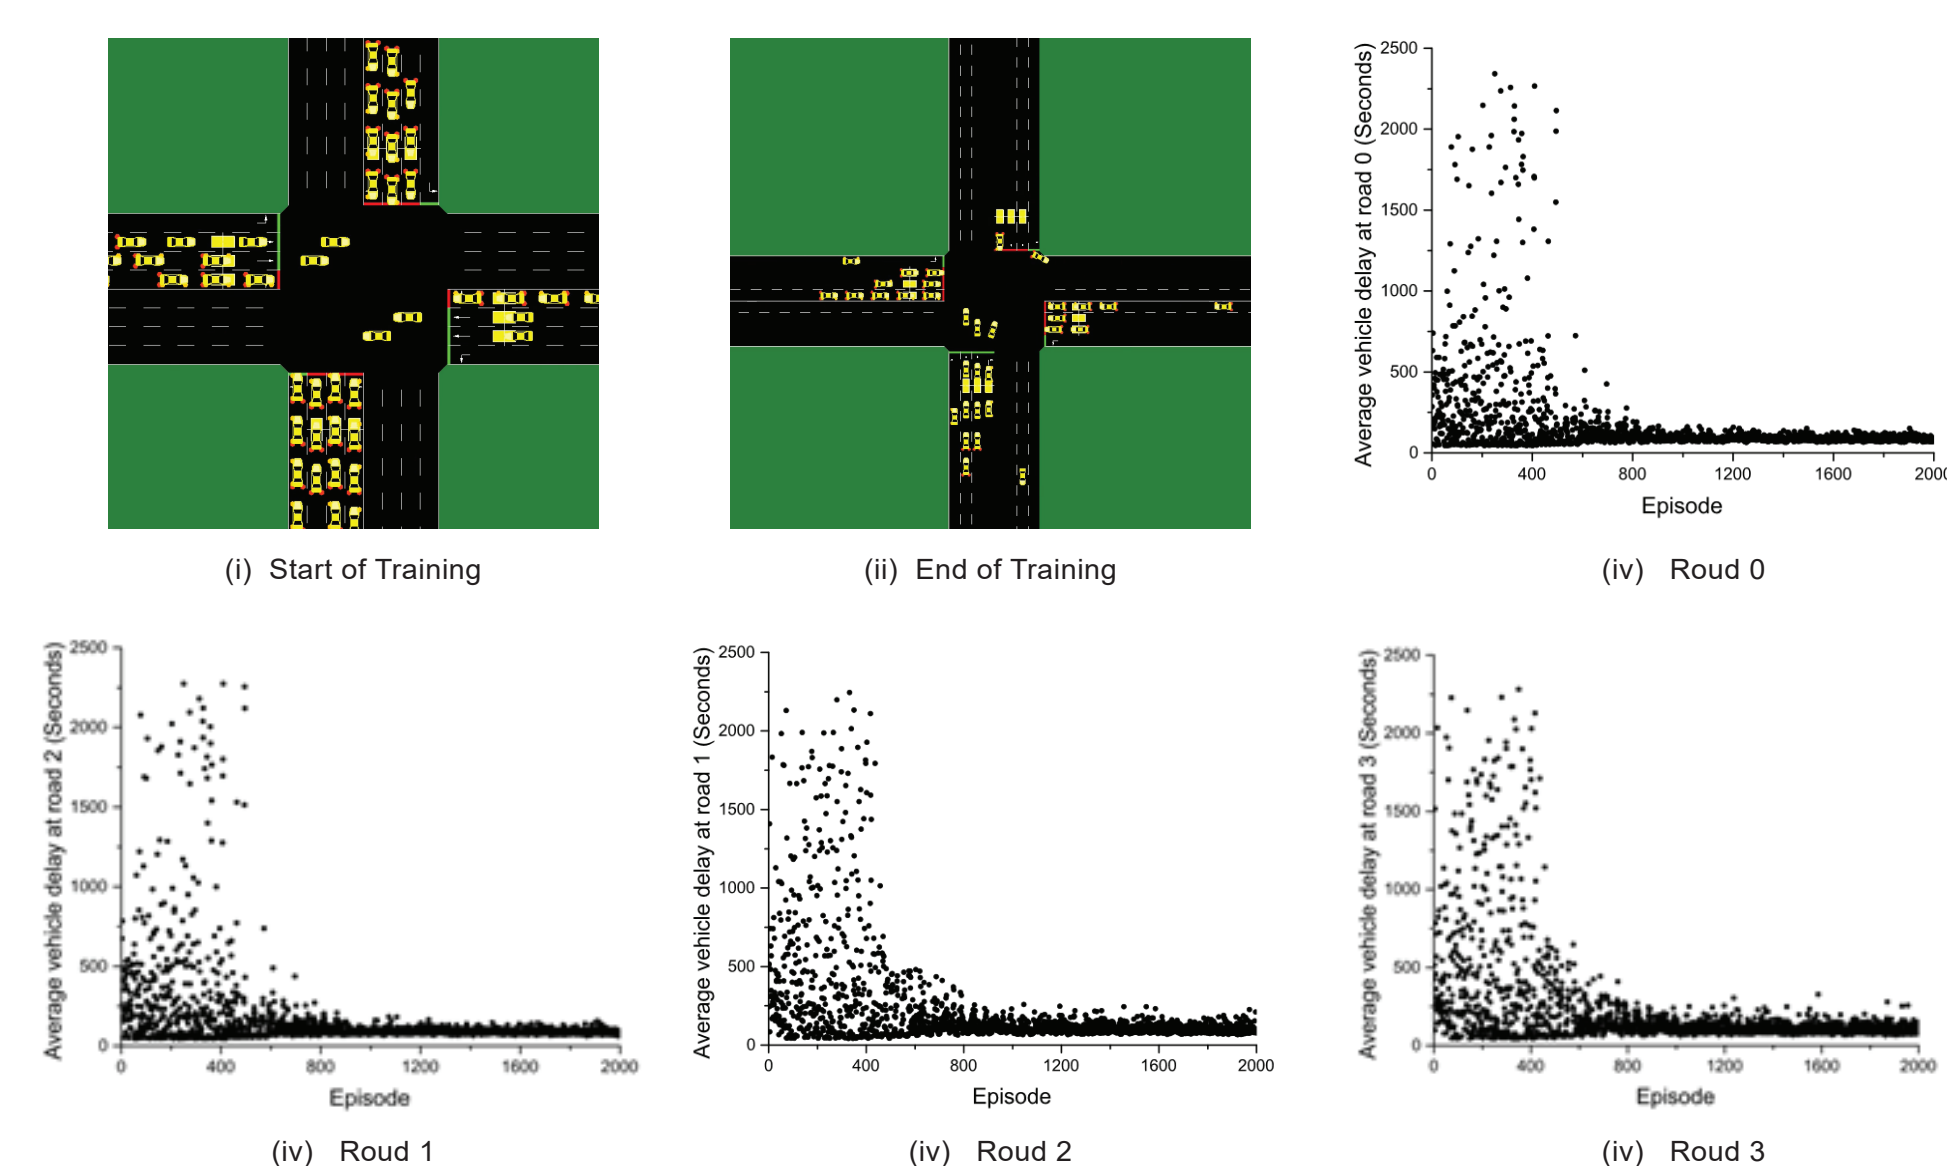 Average vehicle delay at road 0 (Seconds)
2500
2000
1500
1000
500
0
0 400 800 1200 1600 2000
Episode
(i) Start of Training
(ii) End of Training
(iv) Roud 0
Average vehicle delay at road 2 (Seconds)
2500
2000
1500
1000
500
0
0 400 800 1200 1600 2000
Episode
(iv) Roud 1
Average vehicle delay at road 1 (Seconds)
2500
2000
1500
1000
500
0
0 400 800 1200 1600 2000
Episode
(iv) Roud 2
Average vehicle delay at road 3 (Seconds)
2500
2000
1500
1000
500
0
0 400 800 1200 1600 2000
Episode
(iv) Roud 3